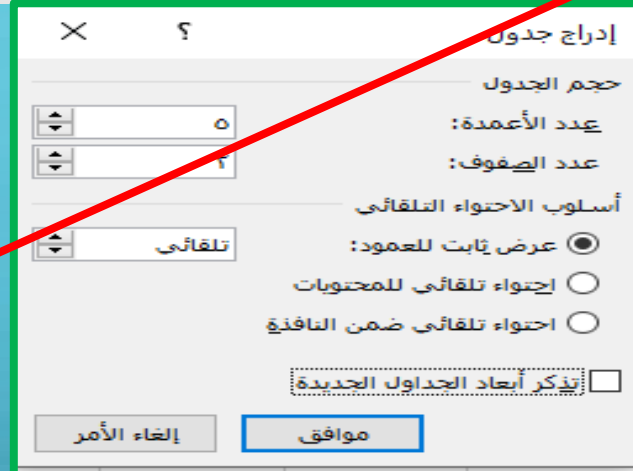 إدراج جدول ؟ ×
حجم الجدول
عدد الأعمدة: ٥
عدد الصفوف: ٢
أسلوب الاحتواء التلقائي
عرض ثابت للعمود: تلقائي
احتواء تلقائي للمحتويات
احتواء تلقائي ضمن النافذة
تذكر أبعاد الجداول الجديدة
موافق إلغاء الأمر